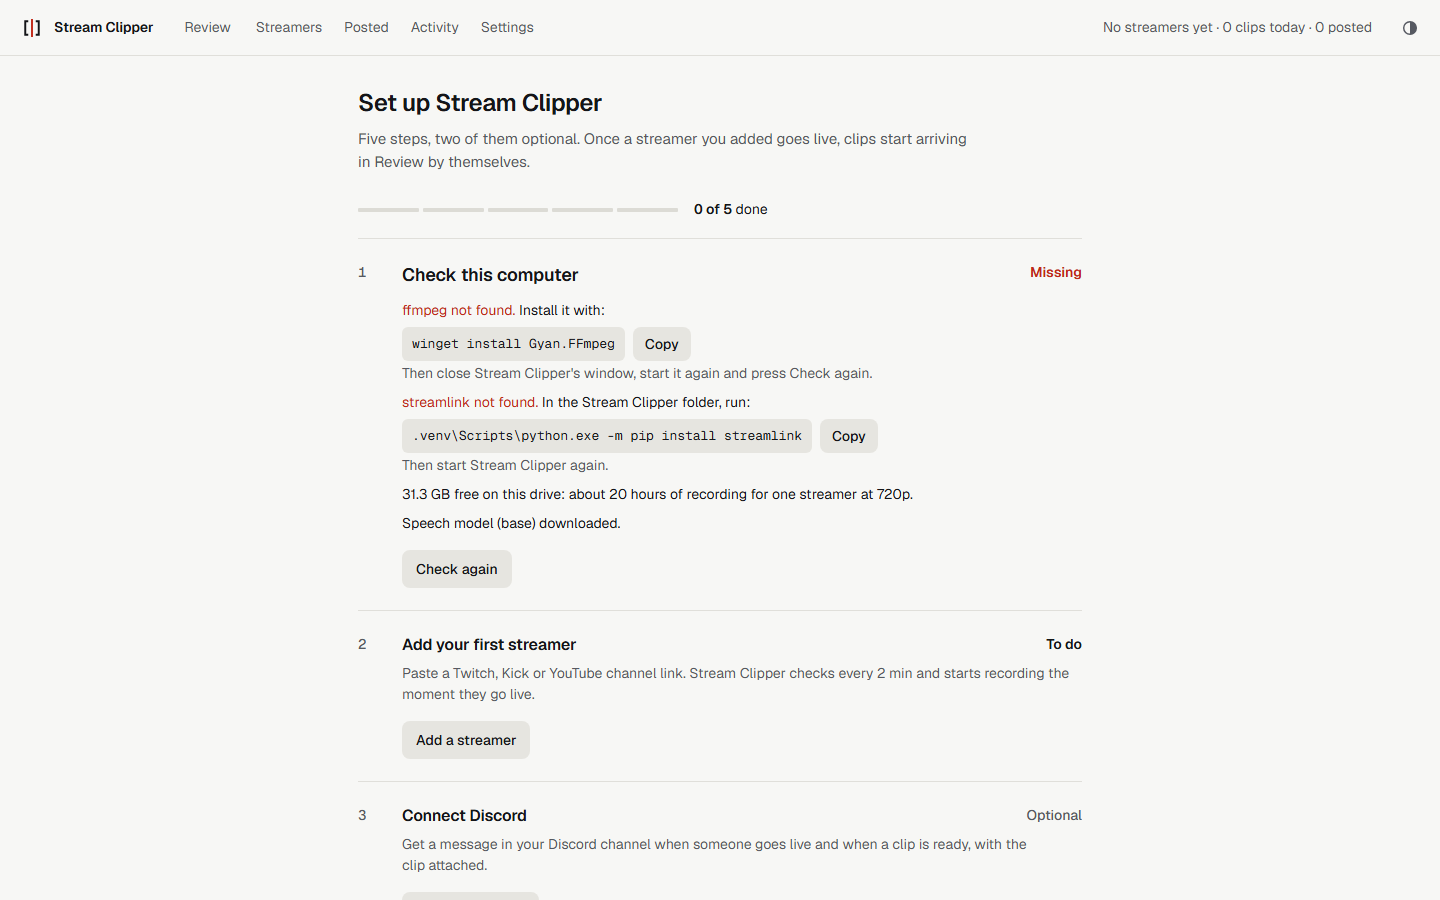 Stream Clipper Review Streamers Posted Activity Settings No streamers yet · 0 clips today · 0 posted
Set up Stream Clipper
Five steps, two of them optional. Once a streamer you added goes live, clips start arriving
in Review by themselves.
0 of 5 done
1 Check this computer Missing
ffmpeg not found. Install it with:
winget install Gyan.FFmpeg Copy
Then close Stream Clipper's window, start it again and press Check again.
streamlink not found. In the Stream Clipper folder, run:
.venv\Scripts\python.exe -m pip install streamlink Copy
Then start Stream Clipper again.
31.3 GB free on this drive: about 20 hours of recording for one streamer at 720p.
Speech model (base) downloaded.
Check again
2 Add your first streamer To do
Paste a Twitch, Kick or YouTube channel link. Stream Clipper checks every 2 min and starts recording the
moment they go live.
Add a streamer
3 Connect Discord Optional
Get a message in your Discord channel when someone goes live and when a clip is ready, with the
clip attached.